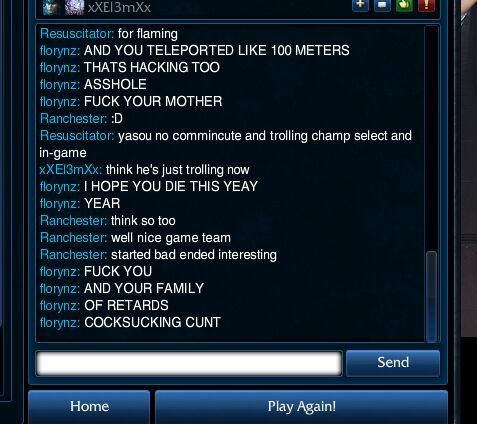 xXEl3mXx
Resuscitator: for flaming
florynz: AND YOU TELEPORTED LIKE 100 METERS
florynz: THATS HACKING TOO
florynz: ASSHOLE
florynz: FUCK YOUR MOTHER
Ranchester: :D
Resuscitator: yasou no commincute and trolling champ select and
in-game
xXEl3mXx: think he's just trolling now
florynz: I HOPE YOU DIE THIS YEAY
florynz: YEAR
Ranchester: think so too
Ranchester: well nice game team
Ranchester: started bad ended interesting
florynz: FUCK YOU
florynz: AND YOUR FAMILY
florynz: OF RETARDS
florynz: COCKSUCKING CUNT
Send
Home
Play Again!